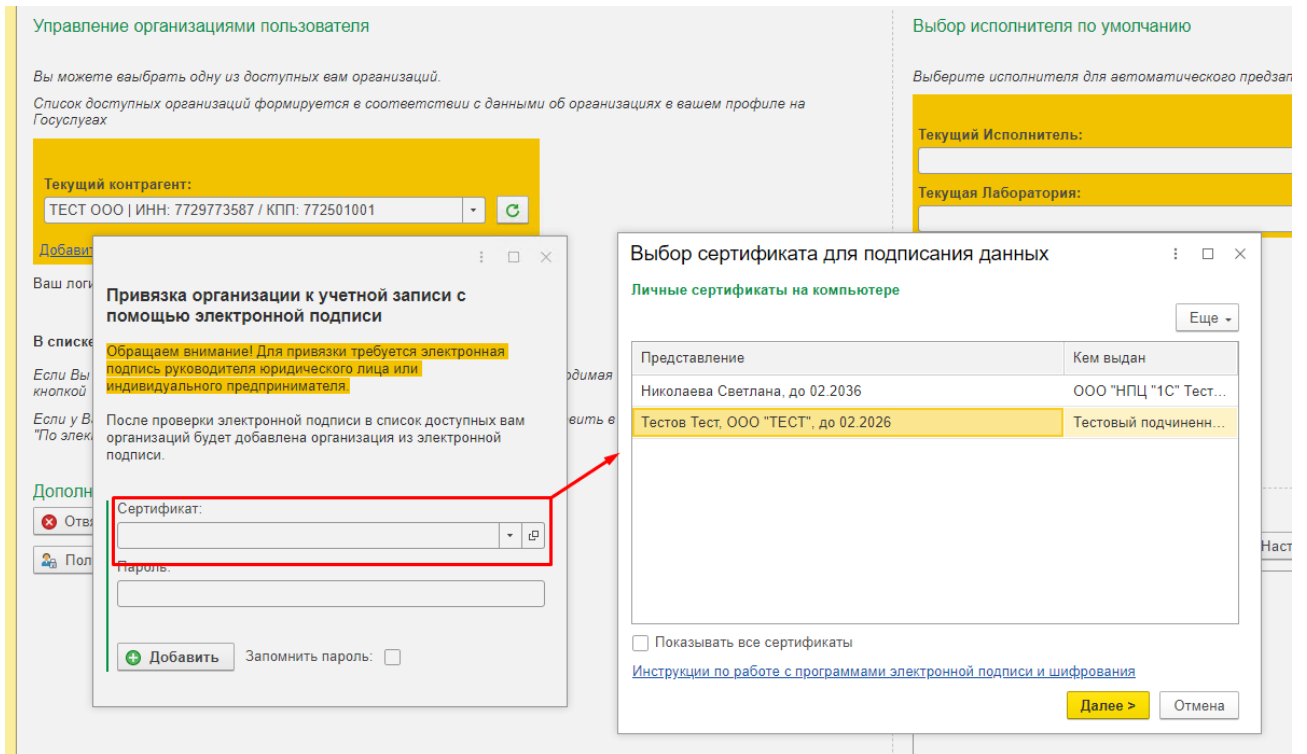 Управление организациями пользователя
Вы можете ваыбрать одну из доступных вам организаций.
Список доступных организаций формируется в соответствии с данными об организациях в вашем профиле на
Госуслугах
Текущий контрагент:
ТЕСТ ООО | ИНН: 7729773587 / КПП: 772501001
Добавит
Ваш логи
В списке
Если Вы
кнопкой
Если у В
"По элек
одимая
вить в
Дополн
Отвя
Пол
Выбор исполнителя по умолчанию
Выберите исполнителя для автоматического предзап
Текущий Исполнитель:
Текущая Лаборатория:
Наст
Привязка организации к учетной записи с
помощью электронной подписи
Обращаем внимание! Для привязки требуется электронная
подпись руководителя юридического лица или
индивидуального предпринимателя.
После проверки электронной подписи в список доступных вам
организаций будет добавлена организация из электронной
подписи.
Сертификат:
Пароль:
Добавить
Запомнить пароль:
Выбор сертификата для подписания данных
Личные сертификаты на компьютере
Еще
Представление Кем выдан
Николаева Светлана, до 02.2036 ООО "НПЦ "1С" Тест...
Тестов Тест, ООО "ТЕСТ", до 02.2026 Тестовый подчиненн...
Показывать все сертификаты
Инструкции по работе с программами электронной подписи и шифрования
Далее > Отмена